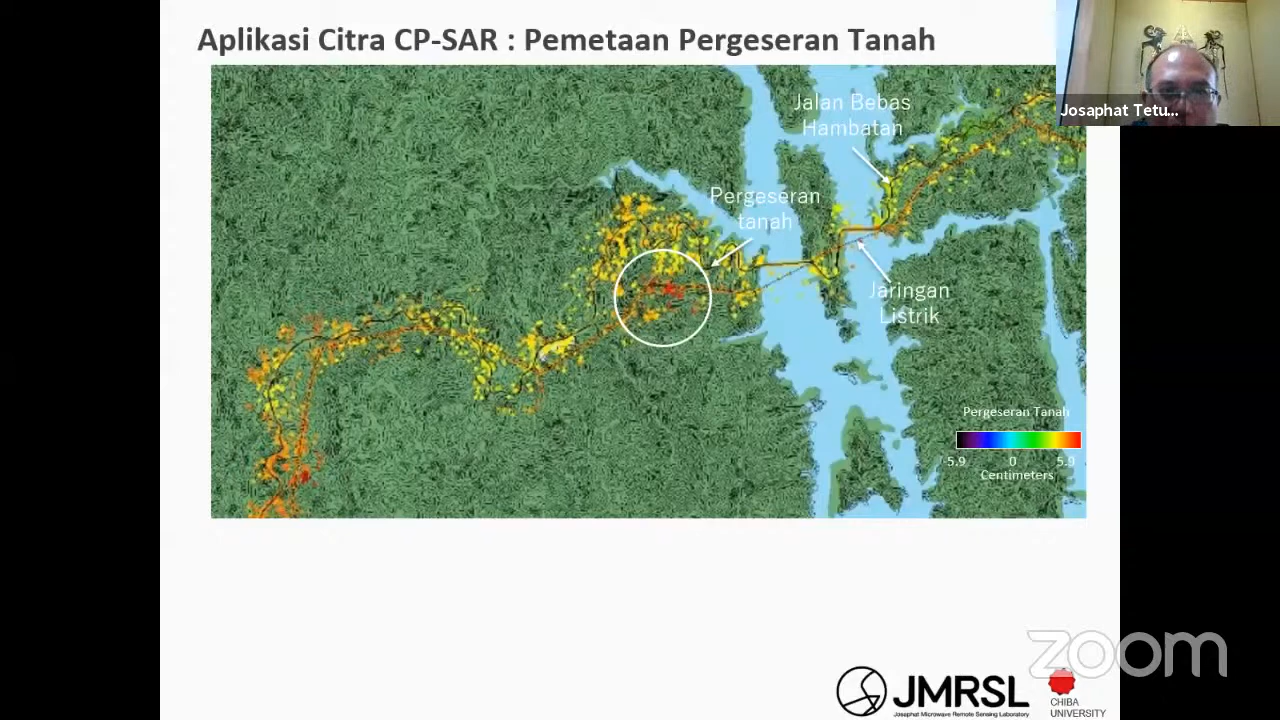 Aplikasi Citra CP-SAR : Pemetaan Pergeseran Tanah
Josaphat Tetu...
Jalan Bebas
Hambatan
Pergeseran
tanah
Jaringan
Listrik
Pergeseran Tanah
5.9 0 5.9
Centimeters
zoom
JMRSL
Josaphat Microwave Remote Sensing Laboratory
CHIBA
UNIVERSITY